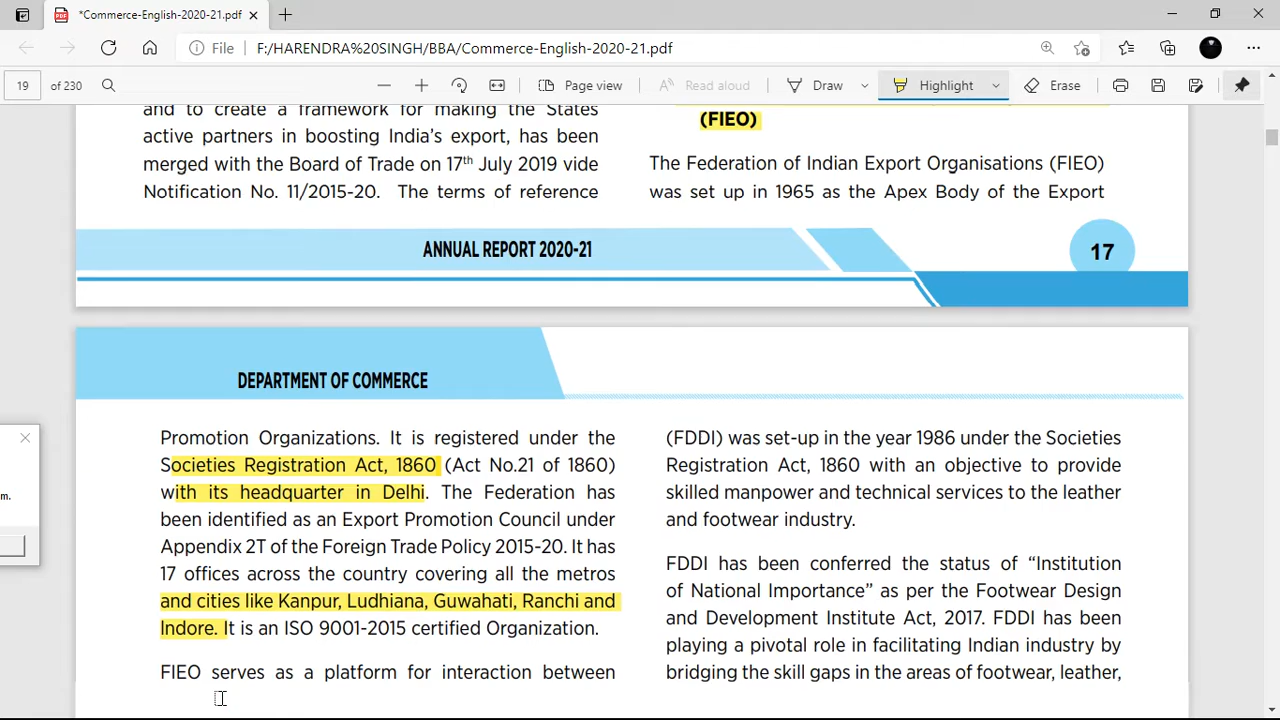 *Commerce-English-2020-21.pdf
File
F:/HARENDRA%20SINGH/BBA/Commerce-English-2020-21.pdf
19 of 230
Page view
Read aloud
Draw
Highlight
Erase
and to create a framework for making the States
active partners in boosting India's export, has been
merged with the Board of Trade on 17th July 2019 vide
Notification No. 11/2015-20. The terms of reference
(FIEO)
The Federation of Indian Export Organisations (FIEO)
was set up in 1965 as the Apex Body of the Export
ANNUAL REPORT 2020-21
17
DEPARTMENT OF COMMERCE
Promotion Organizations. It is registered under the
Societies Registration Act, 1860 (Act No.21 of 1860)
with its headquarter in Delhi. The Federation has
been identified as an Export Promotion Council under
Appendix 2T of the Foreign Trade Policy 2015-20. It has
17 offices across the country covering all the metros
and cities like Kanpur, Ludhiana, Guwahati, Ranchi and
Indore. It is an ISO 9001-2015 certified Organization.
FIEO serves as a platform for interaction between
(FDDI) was set-up in the year 1986 under the Societies
Registration Act, 1860 with an objective to provide
skilled manpower and technical services to the leather
and footwear industry.
FDDI has been conferred the status of "Institution
of National Importance" as per the Footwear Design
and Development Institute Act, 2017. FDDI has been
playing a pivotal role in facilitating Indian industry by
bridging the skill gaps in the areas of footwear, leather,